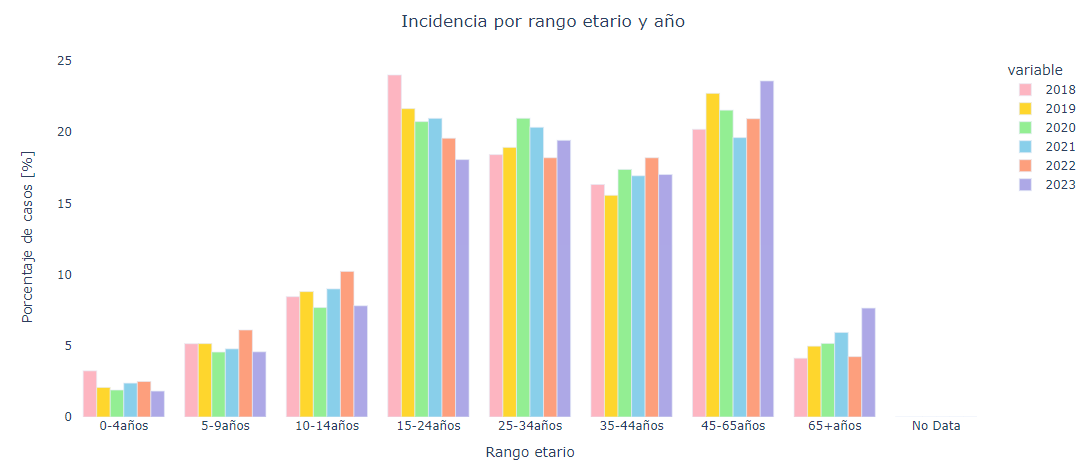 Incidencia por rango etario y año
variable
2018
2019
2020
2021
2022
2023
Porcentaje de casos [%]
25
20
15
10
5
0
0-4años
5-9años
10-14años
15-24años
25-34años
35-44años
45-65años
65+años
No Data
Rango etario